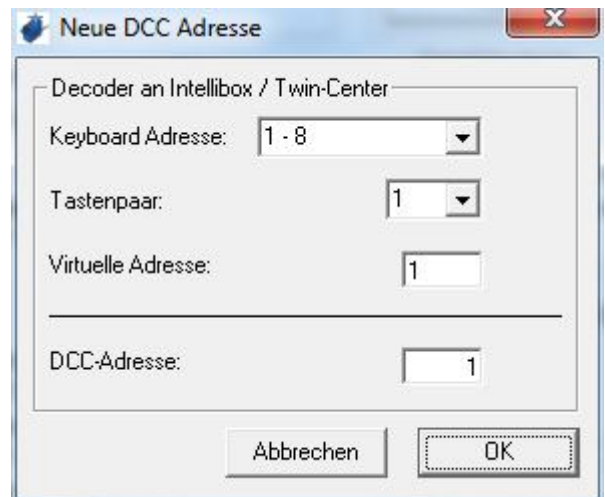 Neue DCC Adresse
Decoder an Intellibox / Twin-Center
Keyboard Adresse: 1 - 8
Tastenpaar: 1
Virtuelle Adresse: 1
DCC-Adresse: 1
Abbrechen OK